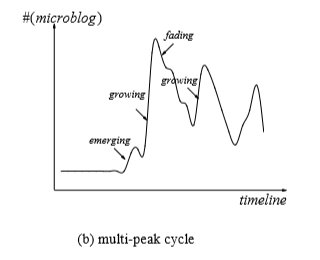 #(microblog)
fading
growing
growing
emerging
timeline
(b) multi-peak cycle